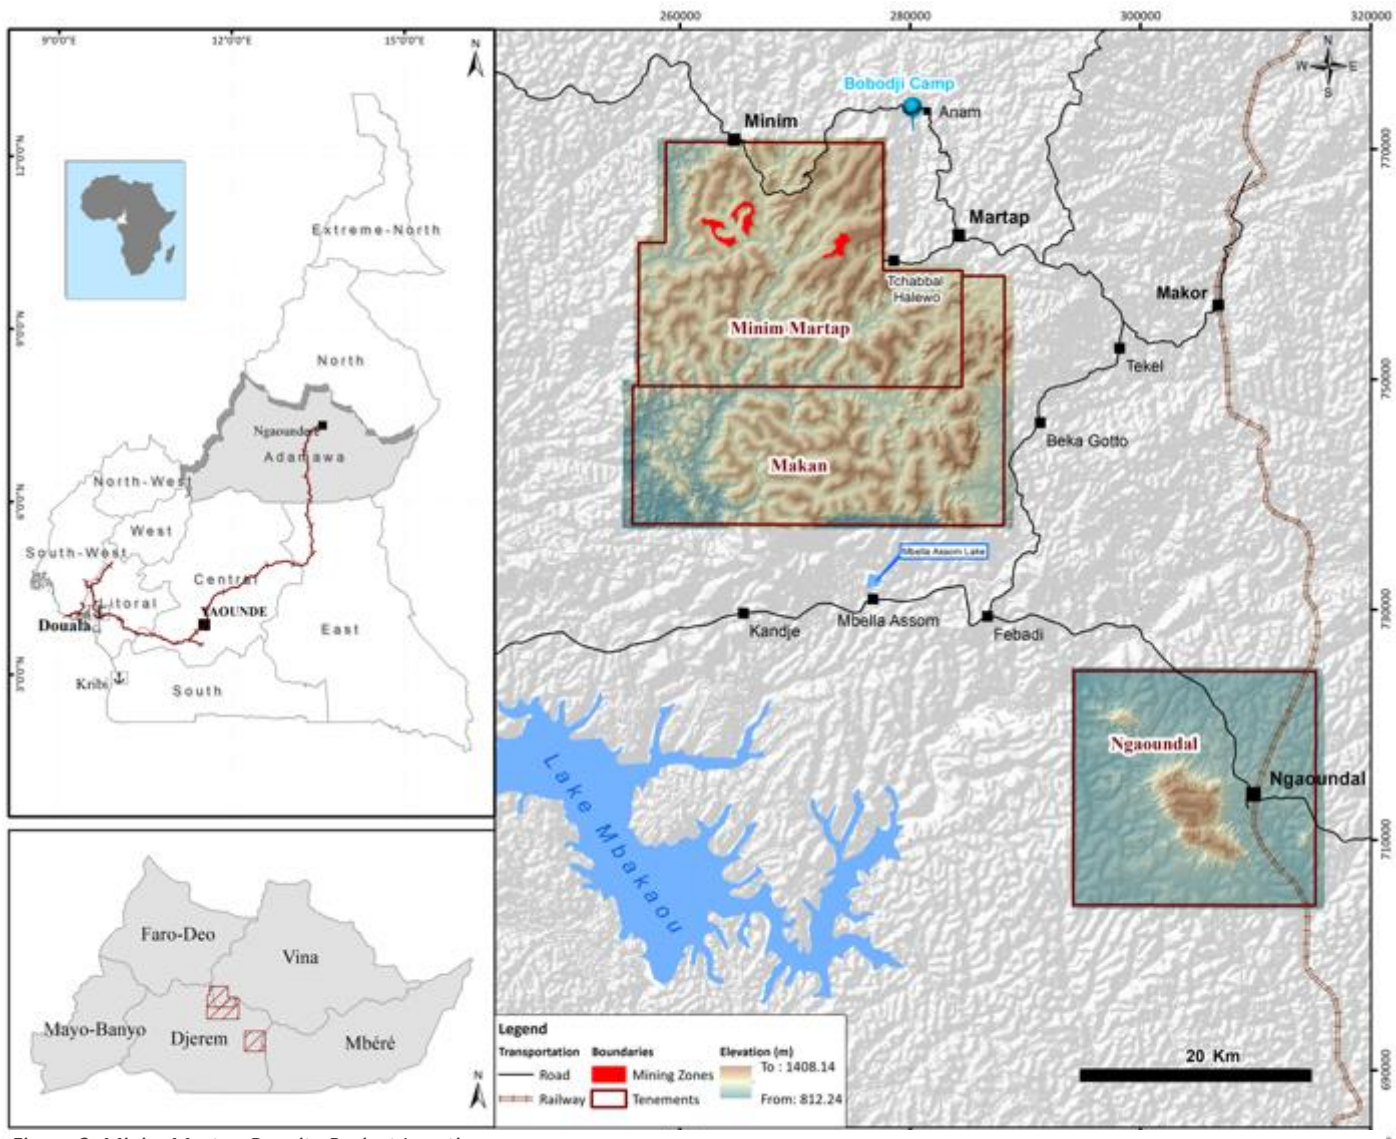 9°0'0"E
12°0'0"E
15°0'0"E
N
12°0'0"N
9°0'0"N
6°0'0"N
3°0'0"N
Extreme-North
North
Ngaoundere
Adamawa
North-West
West
South-West
Central
Litoral
YAOUNDE
Douala
East
Kribi
South
Faro-Deo
Vina
Mayo-Banyo
Djerem
Mbéré
N
260000
280000
300000
320000
N
W
E
S
Bobodji Camp
Anam
Minim
770000
Martap
Tchabbal
Halewo
Makor
Minim Martap
Tekel
750000
Beka Gotto
Makan
Mbella Assom Lake
Kandje
Mbella Assom
Febadi
730000
Ngaoundal
Ngaoundal
Lake Mbakaou
710000
20 Km
690000
Legend
Transportation Boundaries Elevation (m)
Road Mining Zones To : 1408.14
Railway Tenements From: 812.24